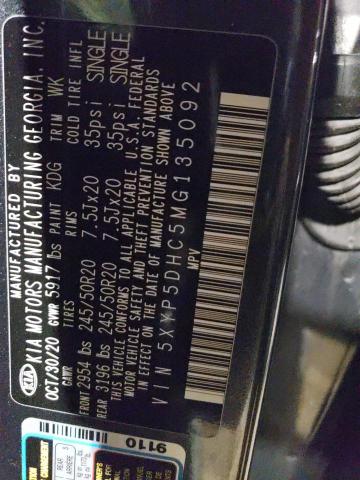 MANUFACTURED BY
KIA KIA MOTORS MANUFACTURING GEORGIA, INC.
OCT/30/20 GVWR 5917 lbs PAINT KDG TRIM WK
GAWR TIRES RIMS COLD TIRE INFL
FRONT 2954 lbs 245/50R20 7.5Jx20 35psi SINGLE
REAR 3196 lbs 245/50R20 7.5Jx20 35psi SINGLE
THIS VEHICLE CONFORMS TO ALL APPLICABLE U.S.A. FEDERAL
MOTOR VEHICLE SAFETY AND THEFT PREVENTION STANDARDS
IN EFFECT ON THE DATE OF MANUFACTURE SHOWN ABOVE
VIN 5XYP5DHC5MG135092
MPV
9110
REAR 5
ARRIERE